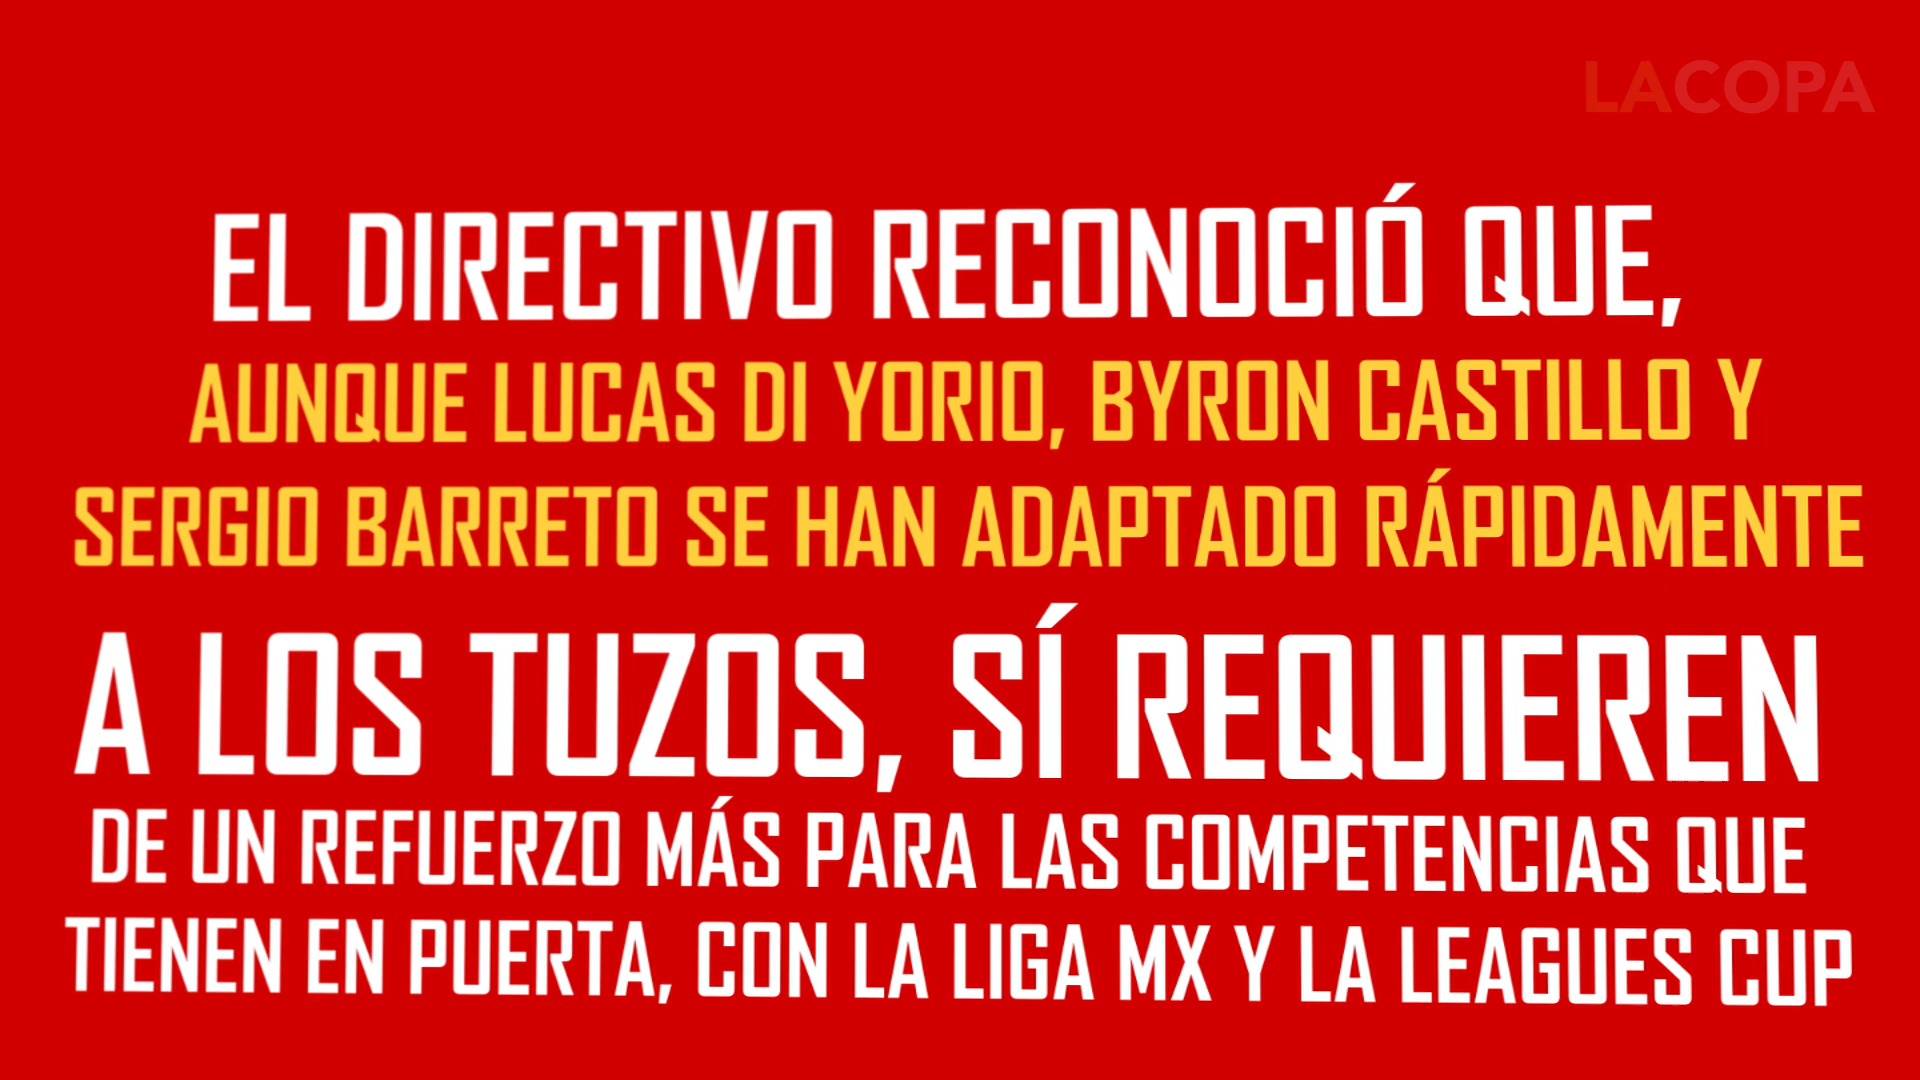 LACOPA
EL DIRECTIVO RECONOCIÓ QUE,
AUNQUE LUCAS DI YORIO, BYRON CASTILLO Y
SERGIO BARRETO SE HAN ADAPTADO RÁPIDAMENTE
A LOS TUZOS, SÍ REQUIEREN
DE UN REFUERZO MÁS PARA LAS COMPETENCIAS QUE
TIENEN EN PUERTA, CON LA LIGA MX Y LA LEAGUES CUP